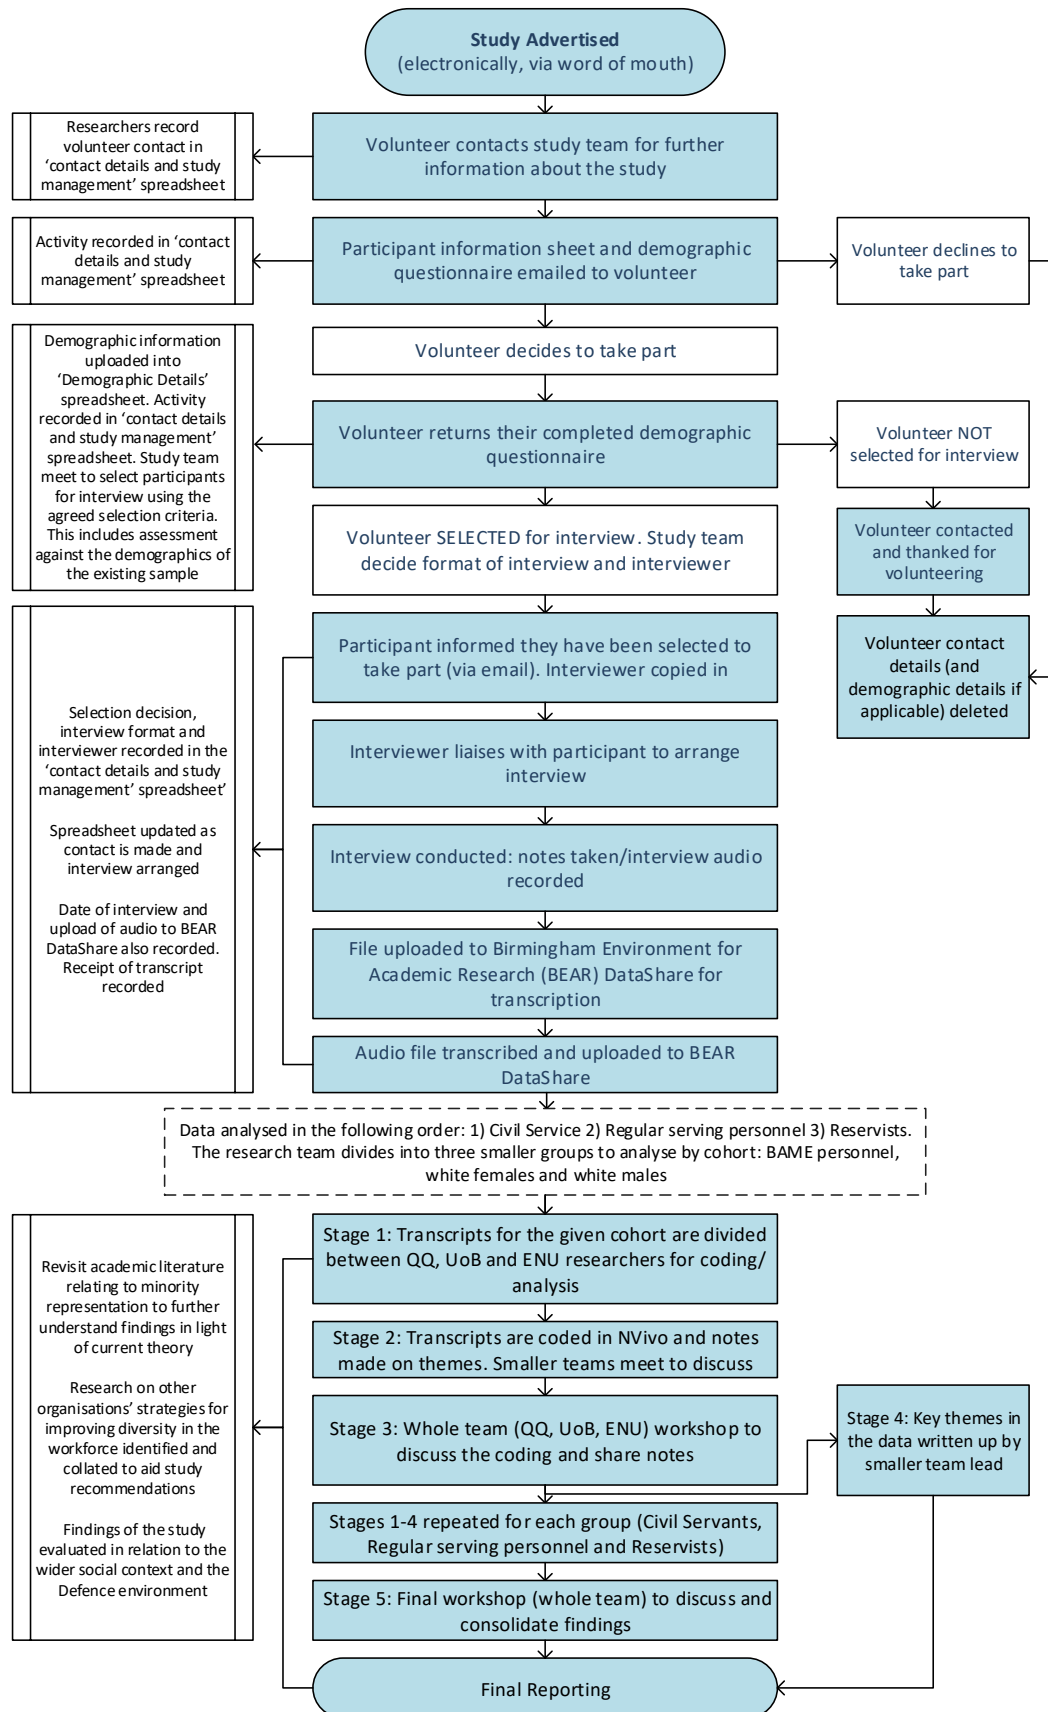 Study Advertised
(electronically, via word of mouth)
Researchers record
volunteer contact in
‘contact details and study
management’ spreadsheet
Volunteer contacts study team for further
information about the study
Activity recorded in ‘contact
details and study
management’ spreadsheet
Participant information sheet and demographic
questionnaire emailed to volunteer
Volunteer declines to
take part
Volunteer decides to take part
Demographic information
uploaded into
‘Demographic Details’
spreadsheet. Activity
recorded in ‘contact details
and study management’
spreadsheet. Study team
meet to select participants
for interview using the
agreed selection criteria.
This includes assessment
against the demographics of
the existing sample
Volunteer returns their completed demographic
questionnaire
Volunteer NOT
selected for interview
Volunteer SELECTED for interview. Study team
decide format of interview and interviewer
Volunteer contacted
and thanked for
volunteering
Volunteer contact
details (and
demographic details if
applicable) deleted
Participant informed they have been selected to
take part (via email). Interviewer copied in
Interviewer liaises with participant to arrange
interview
Interview conducted: notes taken/interview audio
recorded
File uploaded to Birmingham Environment for
Academic Research (BEAR) DataShare for
transcription
Audio file transcribed and uploaded to BEAR
DataShare
Selection decision,
interview format and
interviewer recorded in the
‘contact details and study
management’ spreadsheet’
Spreadsheet updated as
contact is made and
interview arranged
Date of interview and
upload of audio to BEAR
DataShare also recorded.
Receipt of transcript
recorded
Data analysed in the following order: 1) Civil Service 2) Regular serving personnel 3) Reservists.
The research team divides into three smaller groups to analyse by cohort: BAME personnel,
white females and white males
Stage 1: Transcripts for the given cohort are divided
between QQ, UoB and ENU researchers for coding/
analysis
Stage 2: Transcripts are coded in NVivo and notes
made on themes. Smaller teams meet to discuss
Stage 3: Whole team (QQ, UoB, ENU) workshop to
discuss the coding and share notes
Stage 4: Key themes in
the data written up by
smaller team lead
Stages 1-4 repeated for each group (Civil Servants,
Regular serving personnel and Reservists)
Stage 5: Final workshop (whole team) to discuss and
consolidate findings
Revisit academic literature
relating to minority
representation to further
understand findings in light
of current theory
Research on other
organisations’ strategies for
improving diversity in the
workforce identified and
collated to aid study
recommendations
Findings of the study
evaluated in relation to the
wider social context and the
Defence environment
Final Reporting